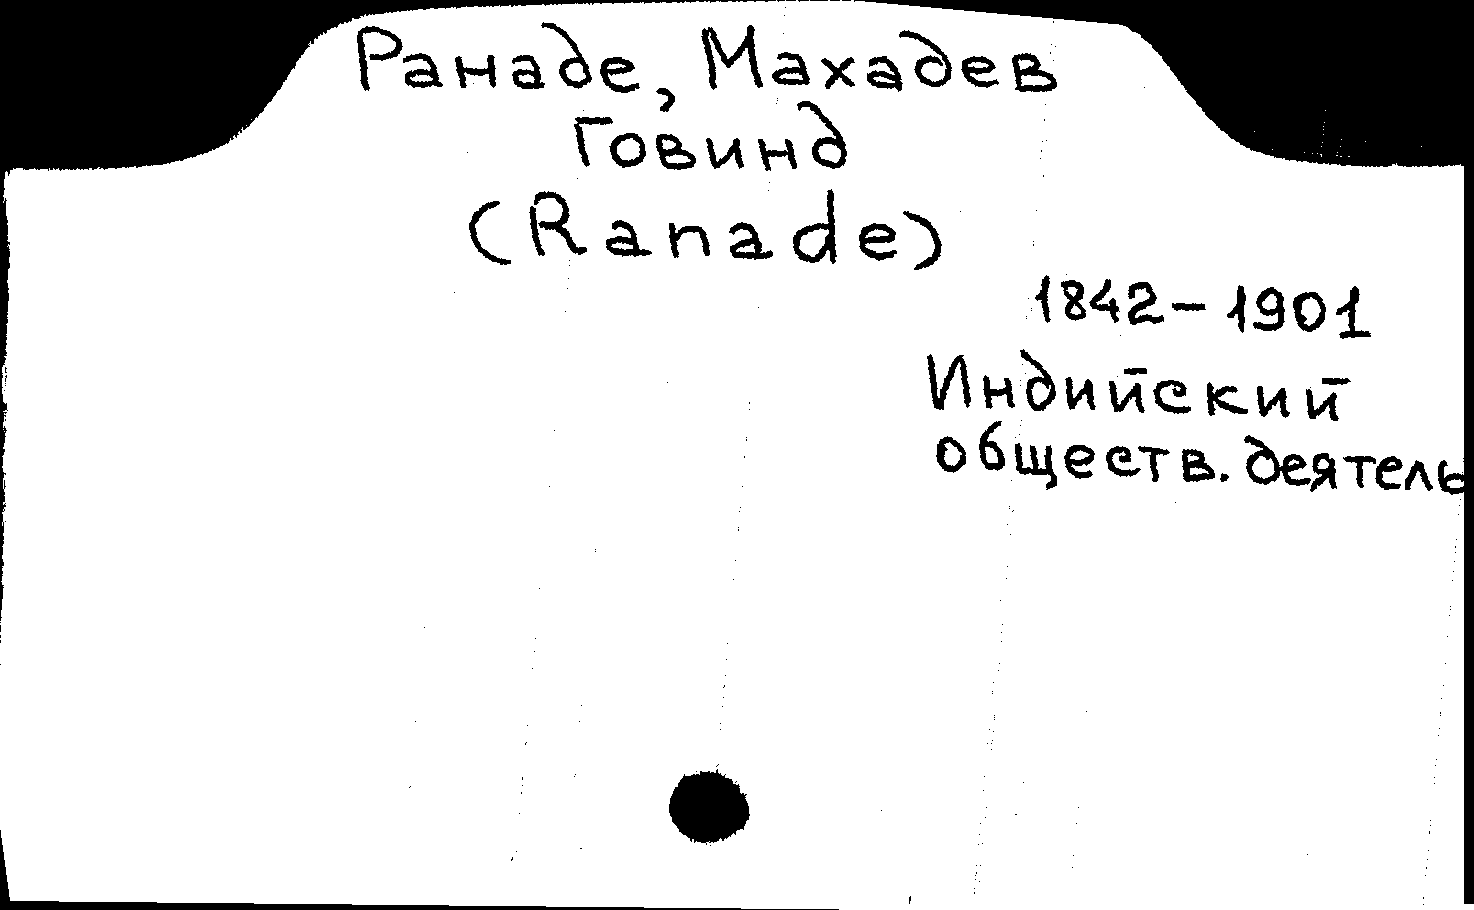 Ранаде, Махадев
Говинд
(Ranade)
1842-1901
Индийский
обществ. деятель